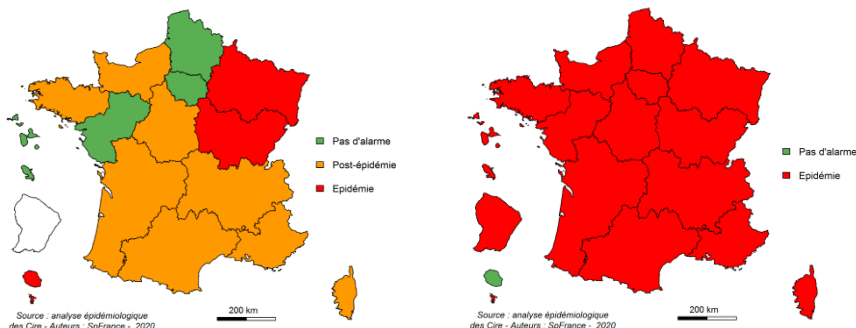 Pas d'alarme
Post-épidémie
Epidémie
200 km
Source : analyse épidémiologique
des Cire - Auteurs : SpFrance - 2020
Pas d'alarme
Epidémie
200 km
Source : analyse épidémiologique
des Cire - Auteurs : SpFrance - 2020